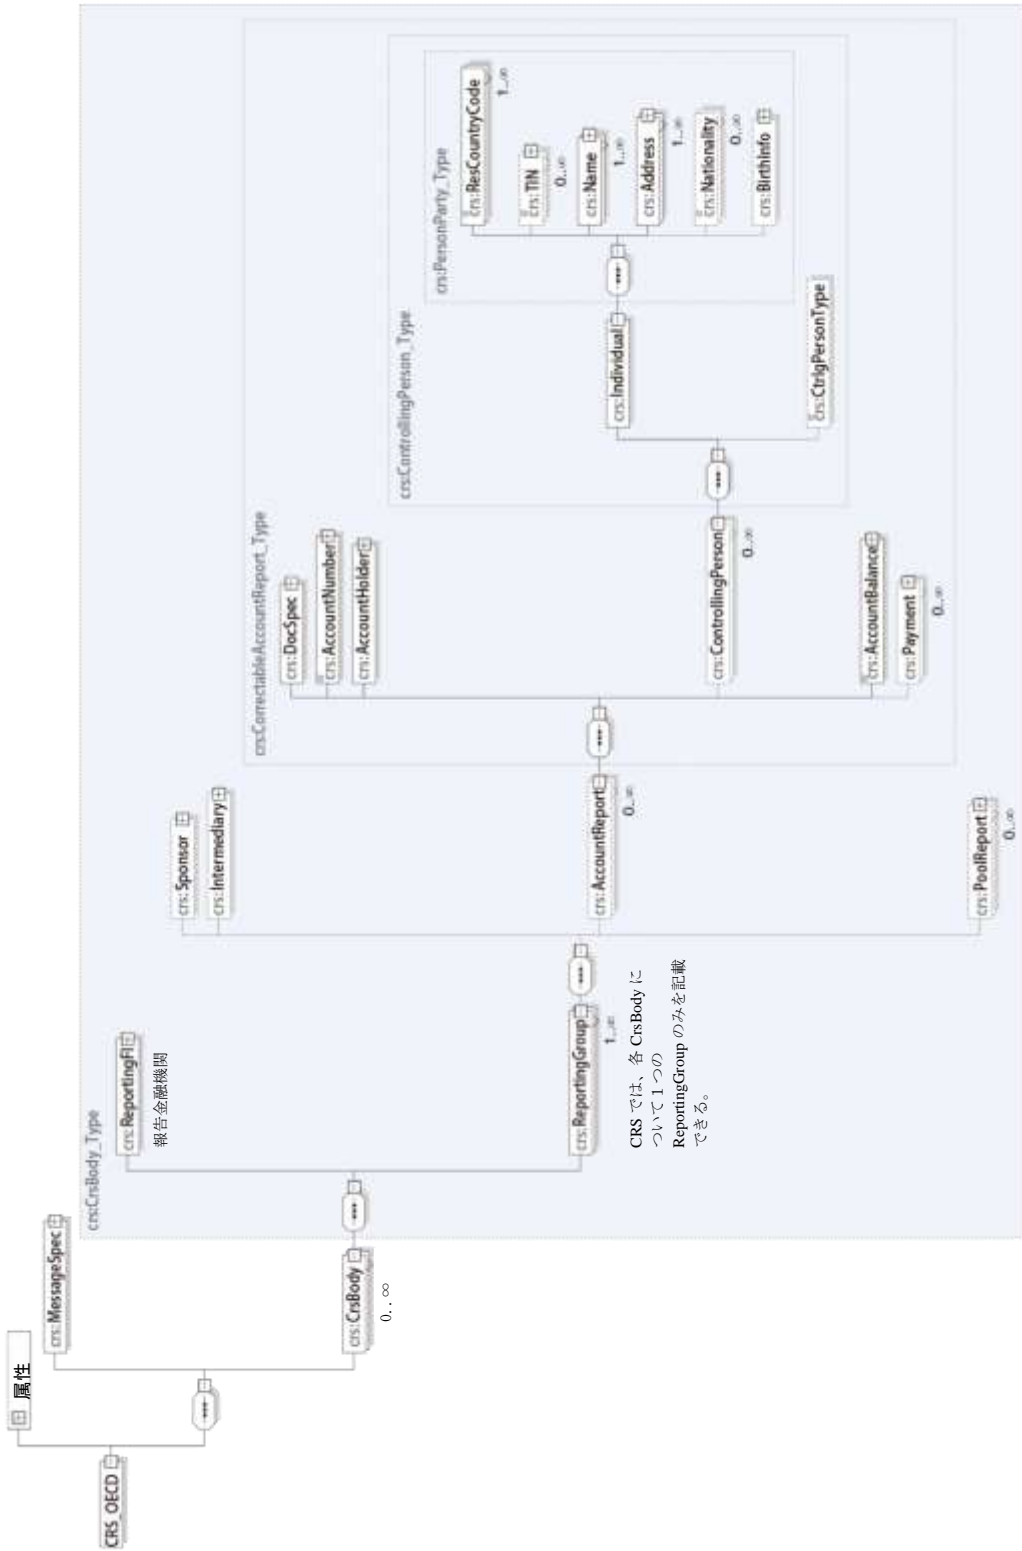 CRS_OECD
属性
crs:MessageSpec
crs:CrsBody
0..∞
crs:CrsBody_Type
crs:ReportingFI
報告金融機関
crs:ReportingGroup
1..∞
CRS では、各 CrsBody に
ついて 1 つの
ReportingGroup のみを記載
できる。
crs:Sponsor
crs:Intermediary
crs:AccountReport
0..∞
crs:PoolReport
0..∞
crs:CorrectableAccountReport_Type
crs:DocSpec
crs:AccountNumber
crs:AccountHolder
crs:ControllingPerson
0..∞
crs:AccountBalance
crs:Payment
0..∞
crs:ControllingPerson_Type
crs:Individual
crs:CtrlgPersonType
crs:PersonParty_Type
crs:ResCountryCode
1..∞
crs:TIN
0..∞
crs:Name
1..∞
crs:Address
1..∞
crs:Nationality
0..∞
crs:BirthInfo